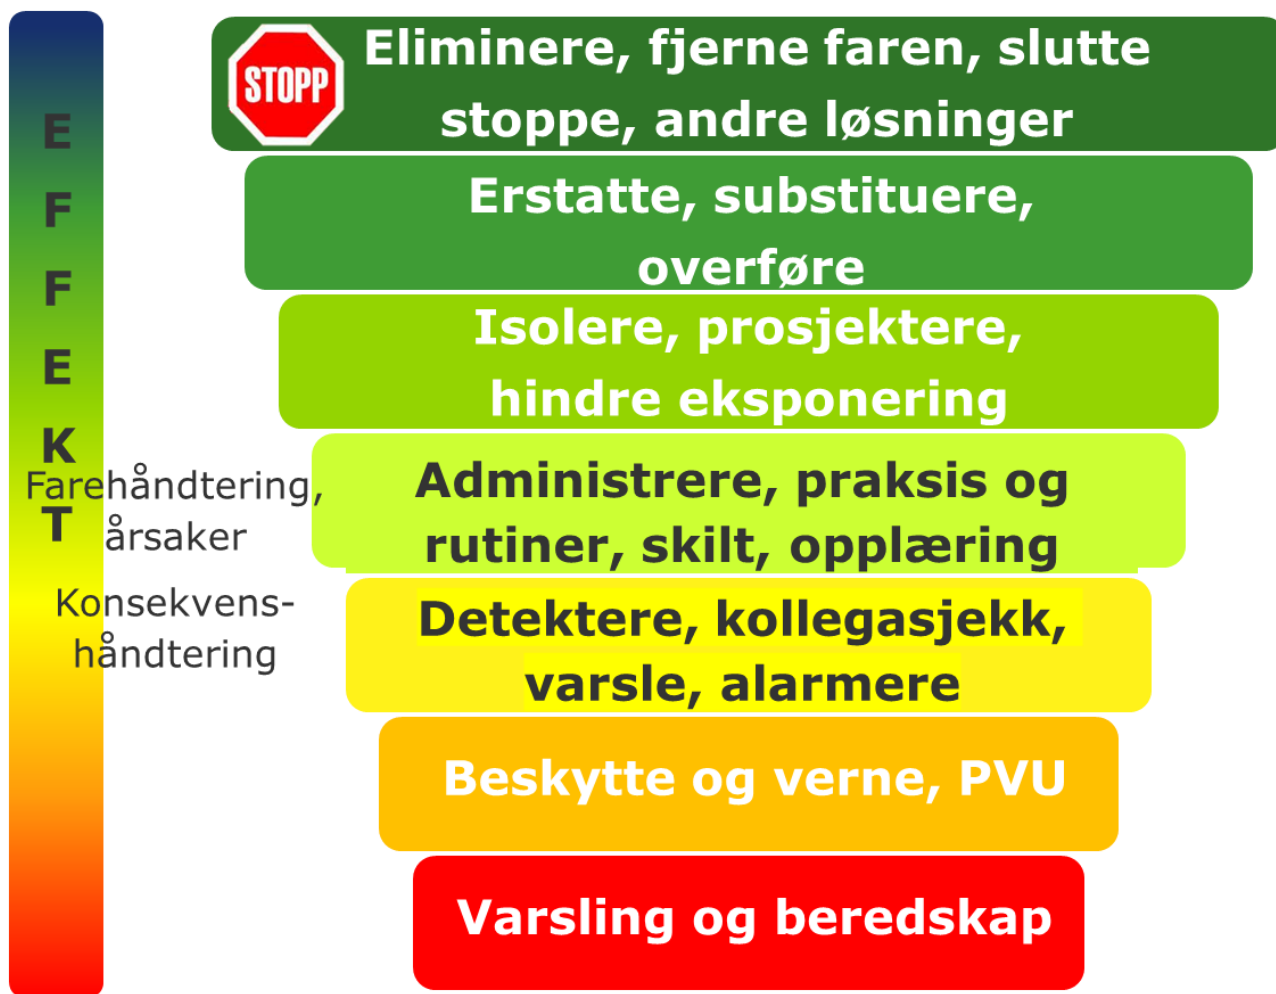 STOPP
Eliminere, fjerne faren, slutte
stoppe, andre løsninger
Erstatte, substituere,
overføre
Isolere, prosjektere,
hindre eksponering
Administrere, praksis og
rutiner, skilt, opplæring
Detektere, kollegasjekk,
varsle, alarmere
Beskytte og verne, PVU
Varsling og beredskap
E
F
F
E
K
T
Farehåndtering,
årsaker
Konsekvens-
håndtering